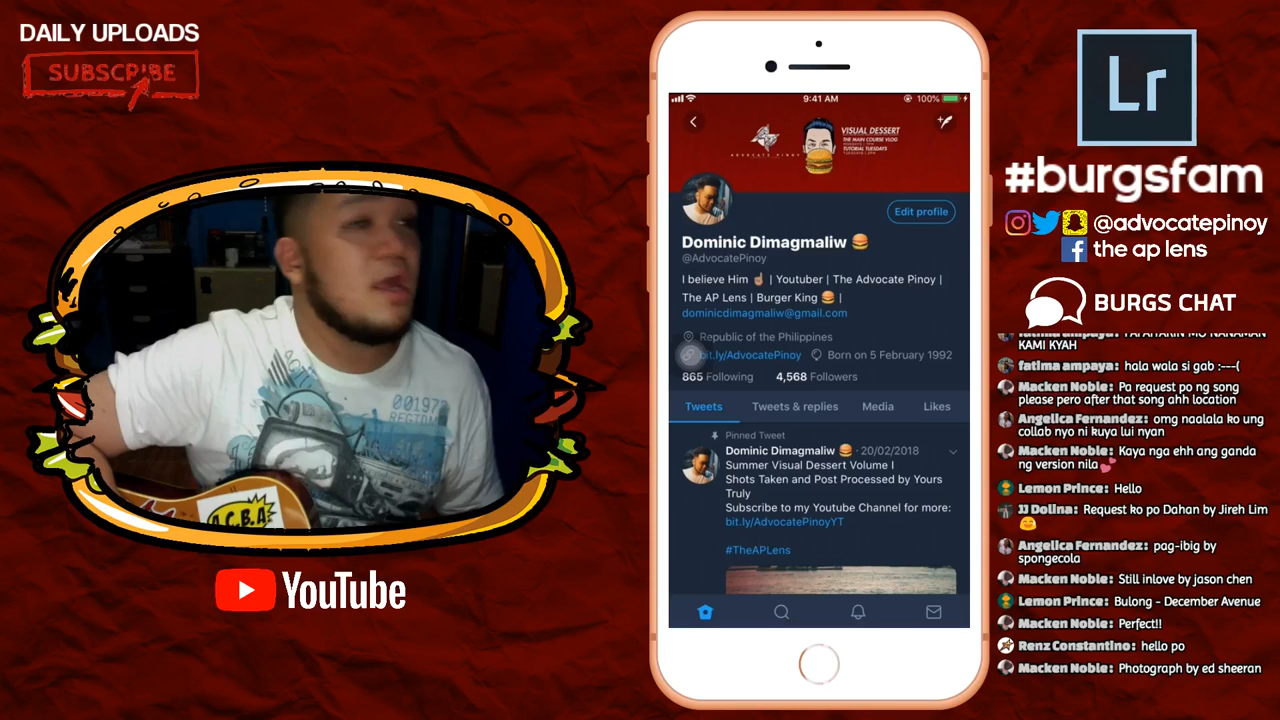 DAILY UPLOADS
SUBSCRIBE
A.C.B.A
YouTube
9:41 AM
100%
ADVOCATE PINOY
VISUAL DESSERT
THE MAIN COURSE VLOG
TUTORIAL TUESDAYS
Edit profile
Dominic Dimagmaliw 🍔
@AdvocatePinoy
I believe Him ☝🏽 | Youtuber | The Advocate Pinoy |
The AP Lens | Burger King 🍔 |
dominicdimagmaliw@gmail.com
Republic of the Philippines
bit.ly/AdvocatePinoy Born on 5 February 1992
865 Following 4,568 Followers
Tweets Tweets & replies Media Likes
Pinned Tweet
Dominic Dimagmaliw 🍔 · 20/02/2018
Summer Visual Dessert Volume I
Shots Taken and Post Processed by Yours
Truly
Subscribe to my Youtube Channel for more:
bit.ly/AdvocatePinoyYT
#TheAPLens
Lr
#burgsfam
@advocatepinoy
the ap lens
BURGS CHAT
KAMI KYAH
fatima ampaya: hala wala si gab :---(
Macken Noble: Pa request po ng song
please pero after that song ahh location
Angelica Fernandez: omg naalala ko ung
collab nyo ni kuya lui nyan
Macken Noble: Kaya nga ehh ang ganda
ng version nila💕
Lemon Prince: Hello
JJ Dolina: Request ko po Dahan by Jireh Lim
😊
Angelica Fernandez: pag-ibig by
spongecola
Macken Noble: Still inlove by jason chen
Lemon Prince: Bulong - December Avenue
Macken Noble: Perfect!!
Renz Constantino: hello po
Macken Noble: Photograph by ed sheeran